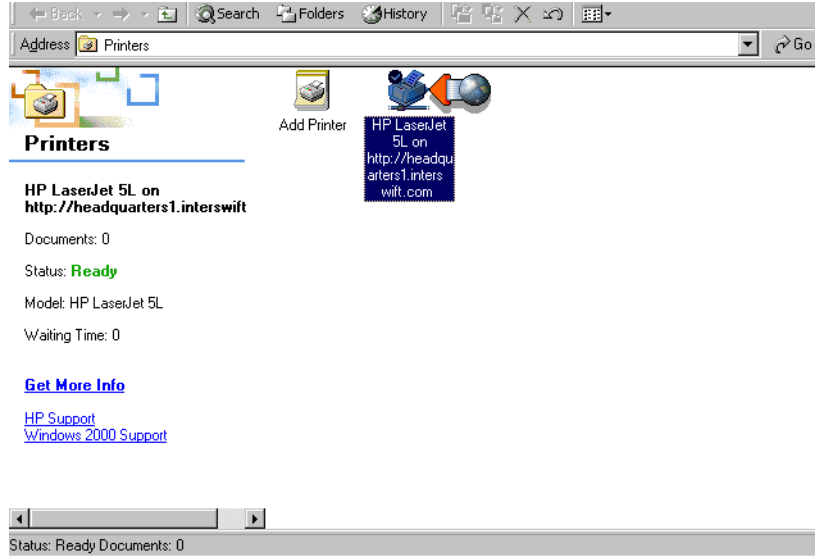 Back Search Folders History
Address Printers Go
Add Printer
HP LaserJet
5L on
http://headqu
arters1.inters
wift.com
Printers
HP LaserJet 5L on
http://headquarters1.interswift
Documents: 0
Status: Ready
Model: HP LaserJet 5L
Waiting Time: 0
Get More Info
HP Support
Windows 2000 Support
Status: Ready Documents: 0